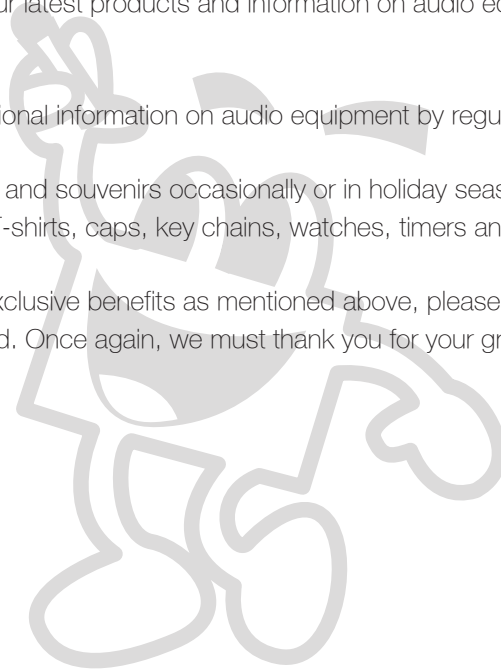 ur latest products and information on audio eq
ional information on audio equipment by regu
and souvenirs occasionally or in holiday seas
T-shirts, caps, key chains, watches, timers an
xclusive benefits as mentioned above, please
d. Once again, we must thank you for your gr